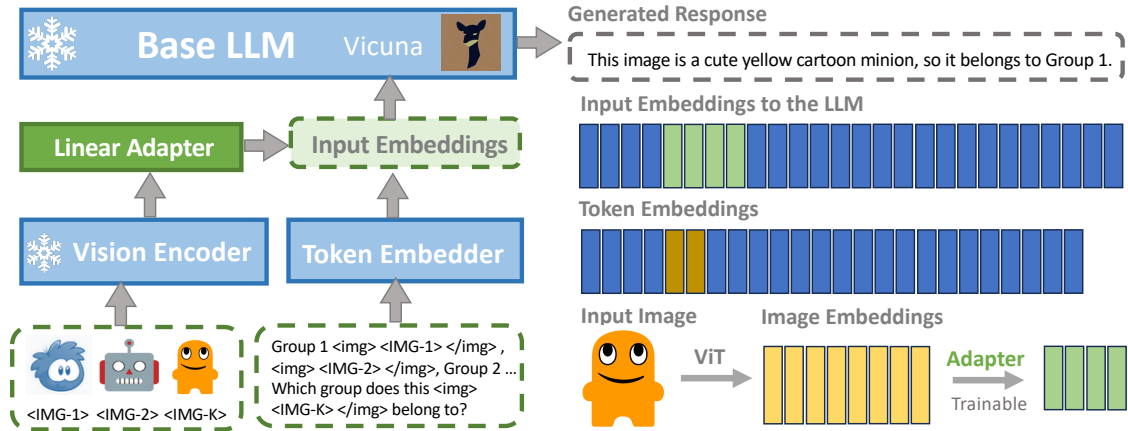 Base LLM
Vicuna
Linear Adapter
Input Embeddings
Vision Encoder
Token Embedder
<IMG-1> <IMG-2> <IMG-K>
Group 1 <img> <IMG-1> </img> ,
<img> <IMG-2> </img>, Group 2 ...
Which group does this <img>
<IMG-K> </img> belong to?
Generated Response
This image is a cute yellow cartoon minion, so it belongs to Group 1.
Input Embeddings to the LLM
Token Embeddings
Input Image
ViT
Image Embeddings
Adapter
Trainable